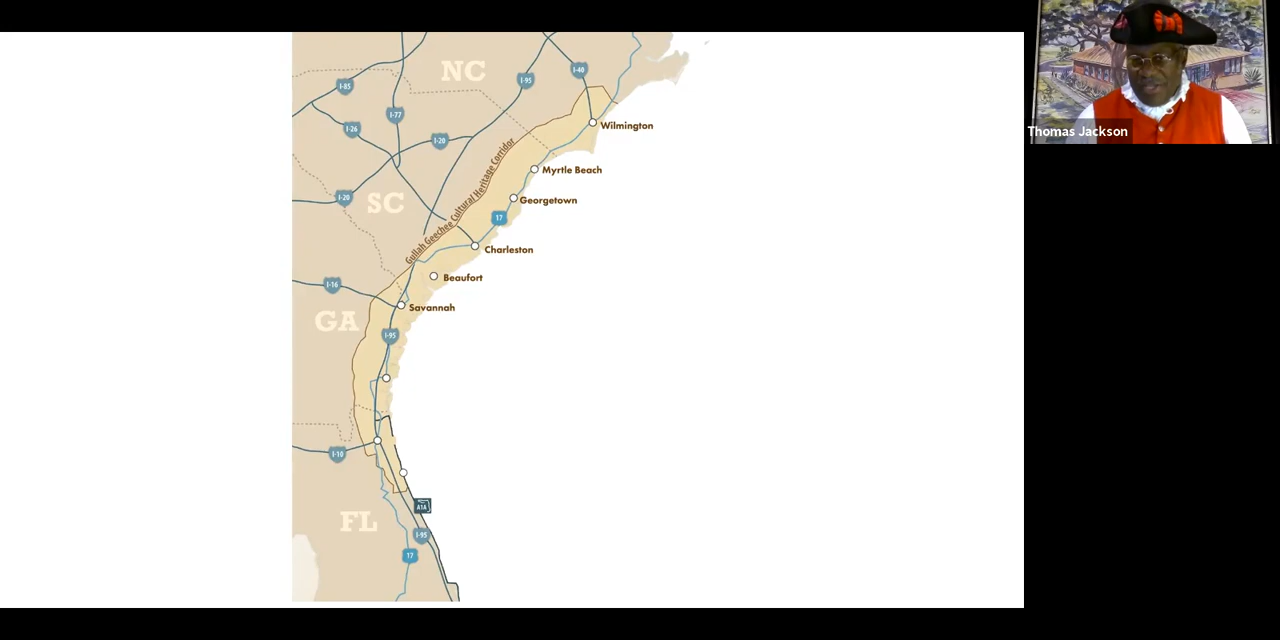 NC
I-40
I-95
I-85
I-77
I-26
I-20
Wilmington
Gullah Geechee Cultural Heritage Corridor
Myrtle Beach
I-20
SC
Georgetown
17
Charleston
Beaufort
I-16
Savannah
GA
I-95
I-10
A1A
FL
I-95
17
Thomas Jackson